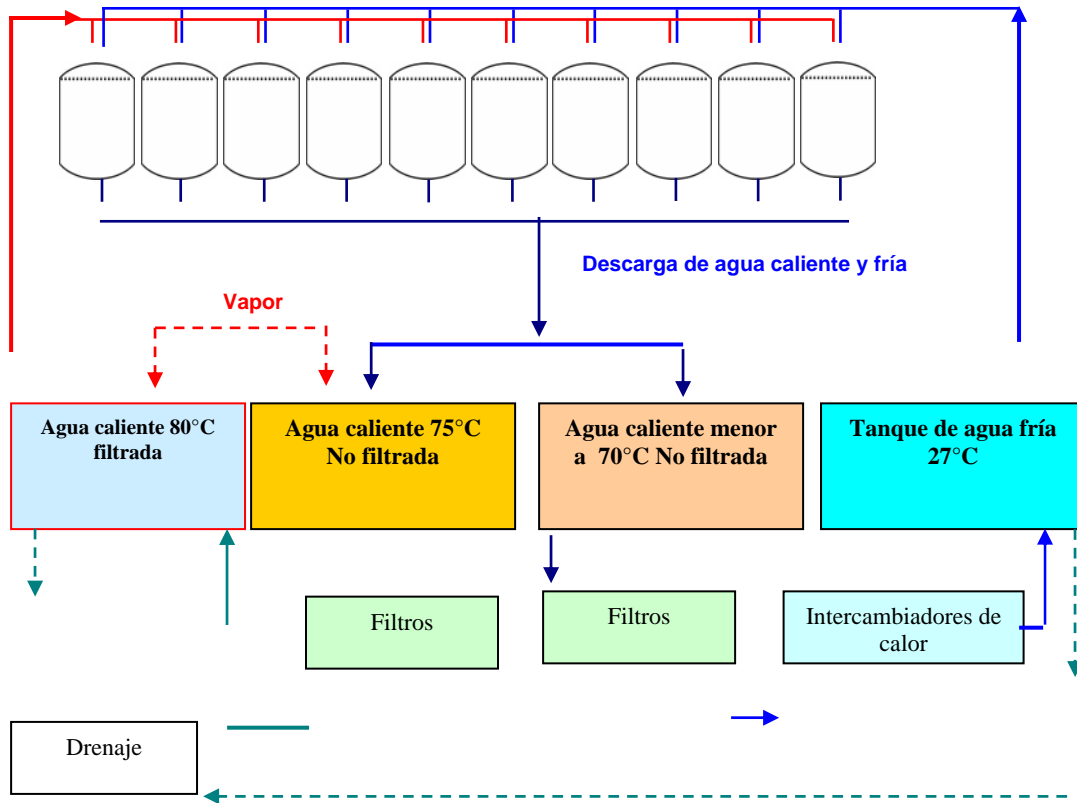 Descarga de agua caliente y fría
Vapor
Agua caliente 80°C
filtrada
Agua caliente 75°C
No filtrada
Agua caliente menor
a 70°C No filtrada
Tanque de agua fría
27°C
Filtros
Filtros
Intercambiadores de
calor
Drenaje